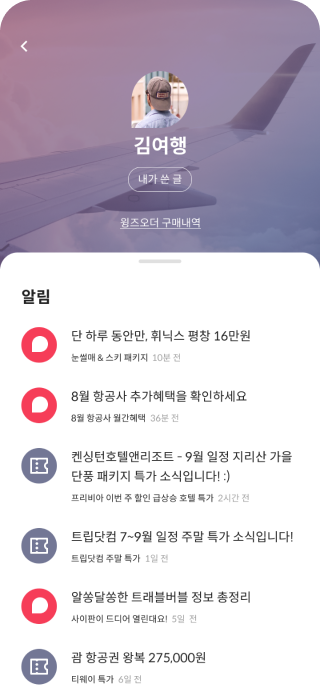 김여행
내가 쓴 글
윙즈오더 구매내역
알림
단 하루 동안만, 휘닉스 평창 16만원
눈썰매 & 스키 패키지 10분 전
8월 항공사 추가혜택을 확인하세요
8월 항공사 월간혜택 36분 전
켄싱턴호텔앤리조트 - 9월 일정 지리산 가을
단풍 패키지 특가 소식입니다! :)
프리비아 이번 주 할인 급상승 호텔 특가 2시간 전
트립닷컴 7~9월 일정 주말 특가 소식입니다!
트립닷컴 주말 특가 1일 전
알쏭달쏭한 트래블버블 정보 총정리
사이판이 드디어 열린대요! 5일 전
괌 항공권 왕복 275,000원
티웨이 특가 6일 전